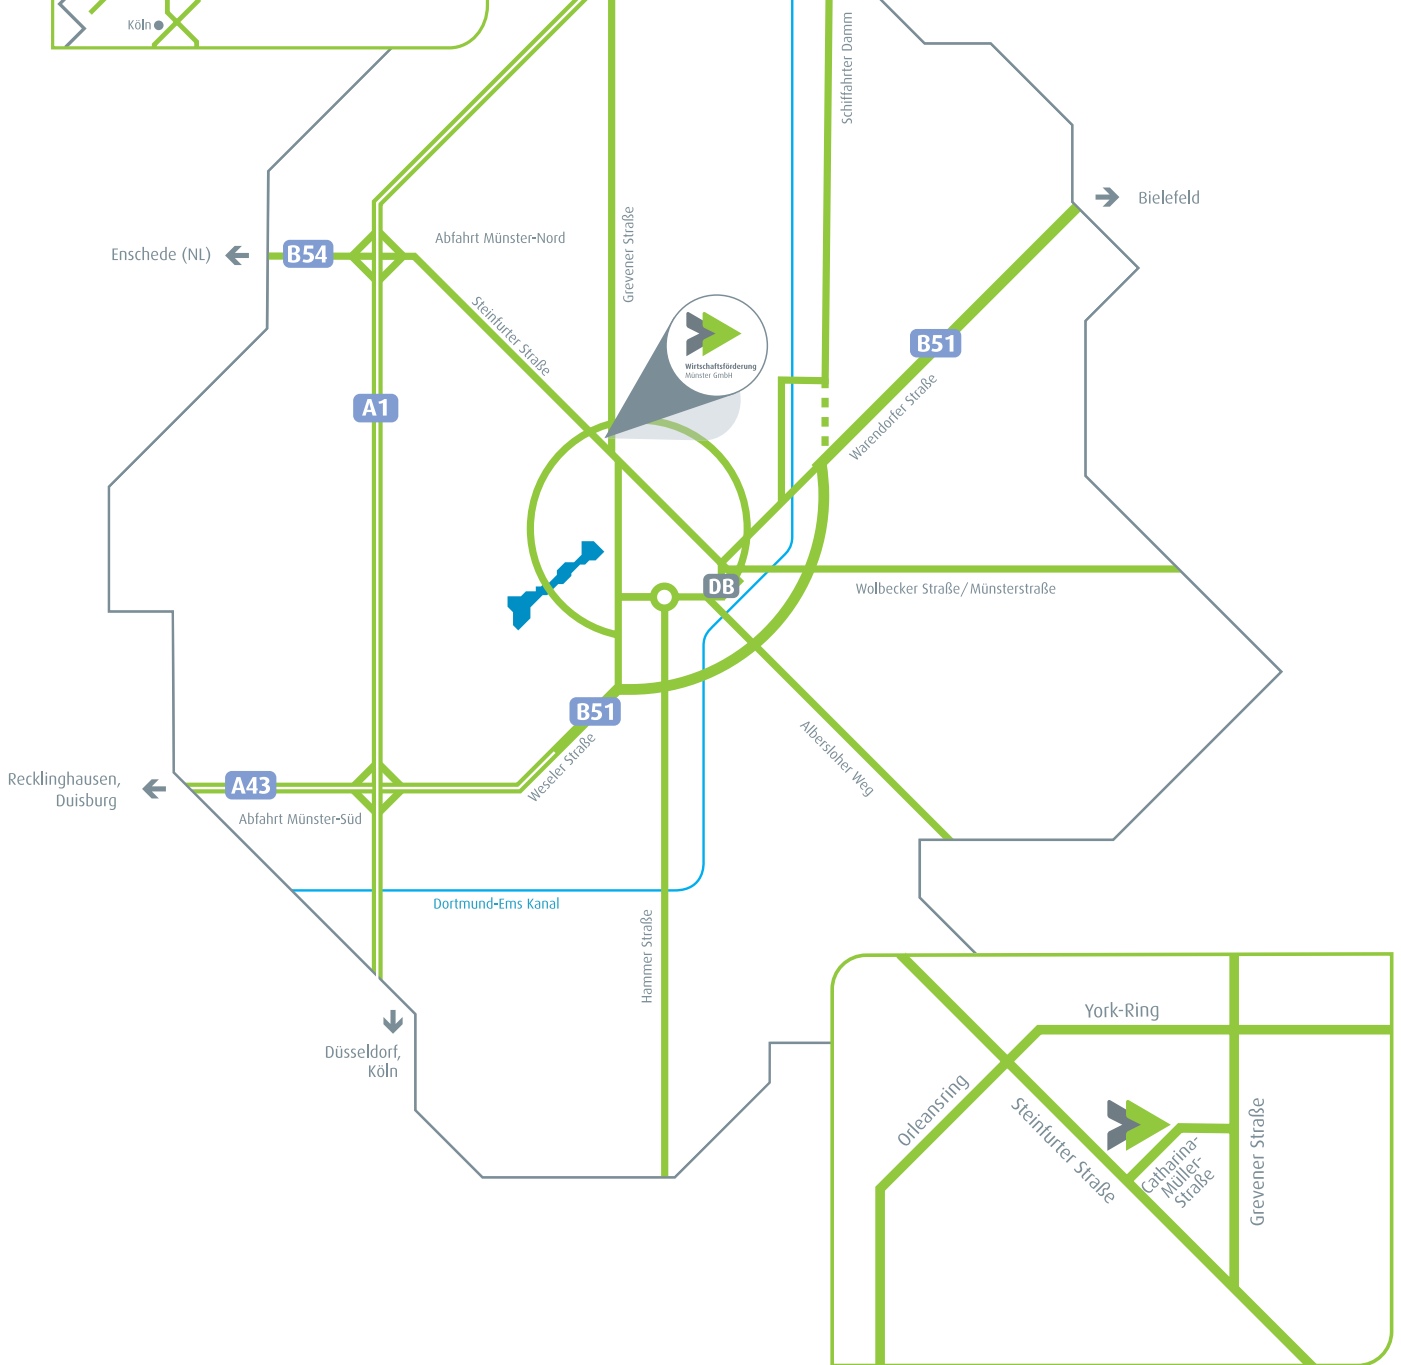 Köln
Schiffahrter Damm
Bielefeld
Grevener Straße
Abfahrt Münster-Nord
Enschede (NL)
B54
Steinfurter Straße
B51
Wirtschaftsförderung
Münster GmbH
Warendorfer Straße
A1
DB
Wolbecker Straße/Münsterstraße
B51
Weseler Straße
Albersloher Weg
Recklinghausen,
Duisburg
A43
Abfahrt Münster-Süd
Dortmund-Ems Kanal
Hammer Straße
Düsseldorf,
Köln
York-Ring
Orleansring
Steinfurter Straße
Catharina-
Müller-
Straße
Grevener Straße